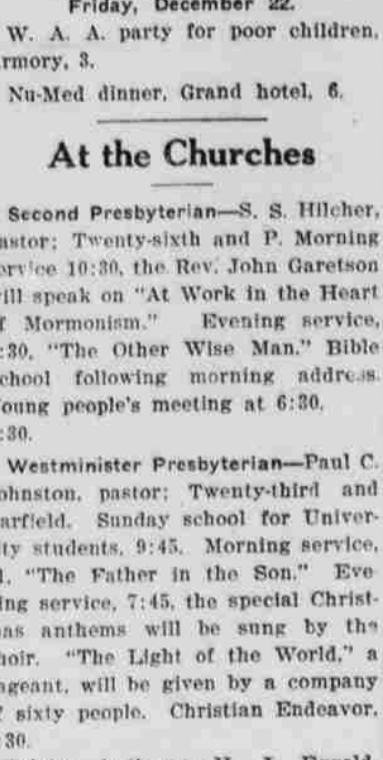 Friday, December 22.
W. A. A. party for poor children,
rmory, 3.
Nu-Med dinner, Grand hotel, 6.
At the Churches
Second Presbyterian—S. S. Hilcher,
astor; Twenty-sixth and P. Morning
ervice 10:30, the Rev. John Garetson
ill speak on "At Work in the Heart
f Mormonism." Evening service,
:30, "The Other Wise Man." Bible
chool following morning address.
oung people's meeting at 6:30.
:30.
Westminister Presbyterian—Paul C.
ohnston, pastor; Twenty-third and
arfield. Sunday school for Univer-
ty students, 9:45. Morning service,
1, "The Father in the Son." Eve
ing service, 7:45, the special Christ-
as anthems will be sung by the
hoir. "The Light of the World," a
ageant, will be given by a company
f sixty people. Christian Endeavor,
:30.